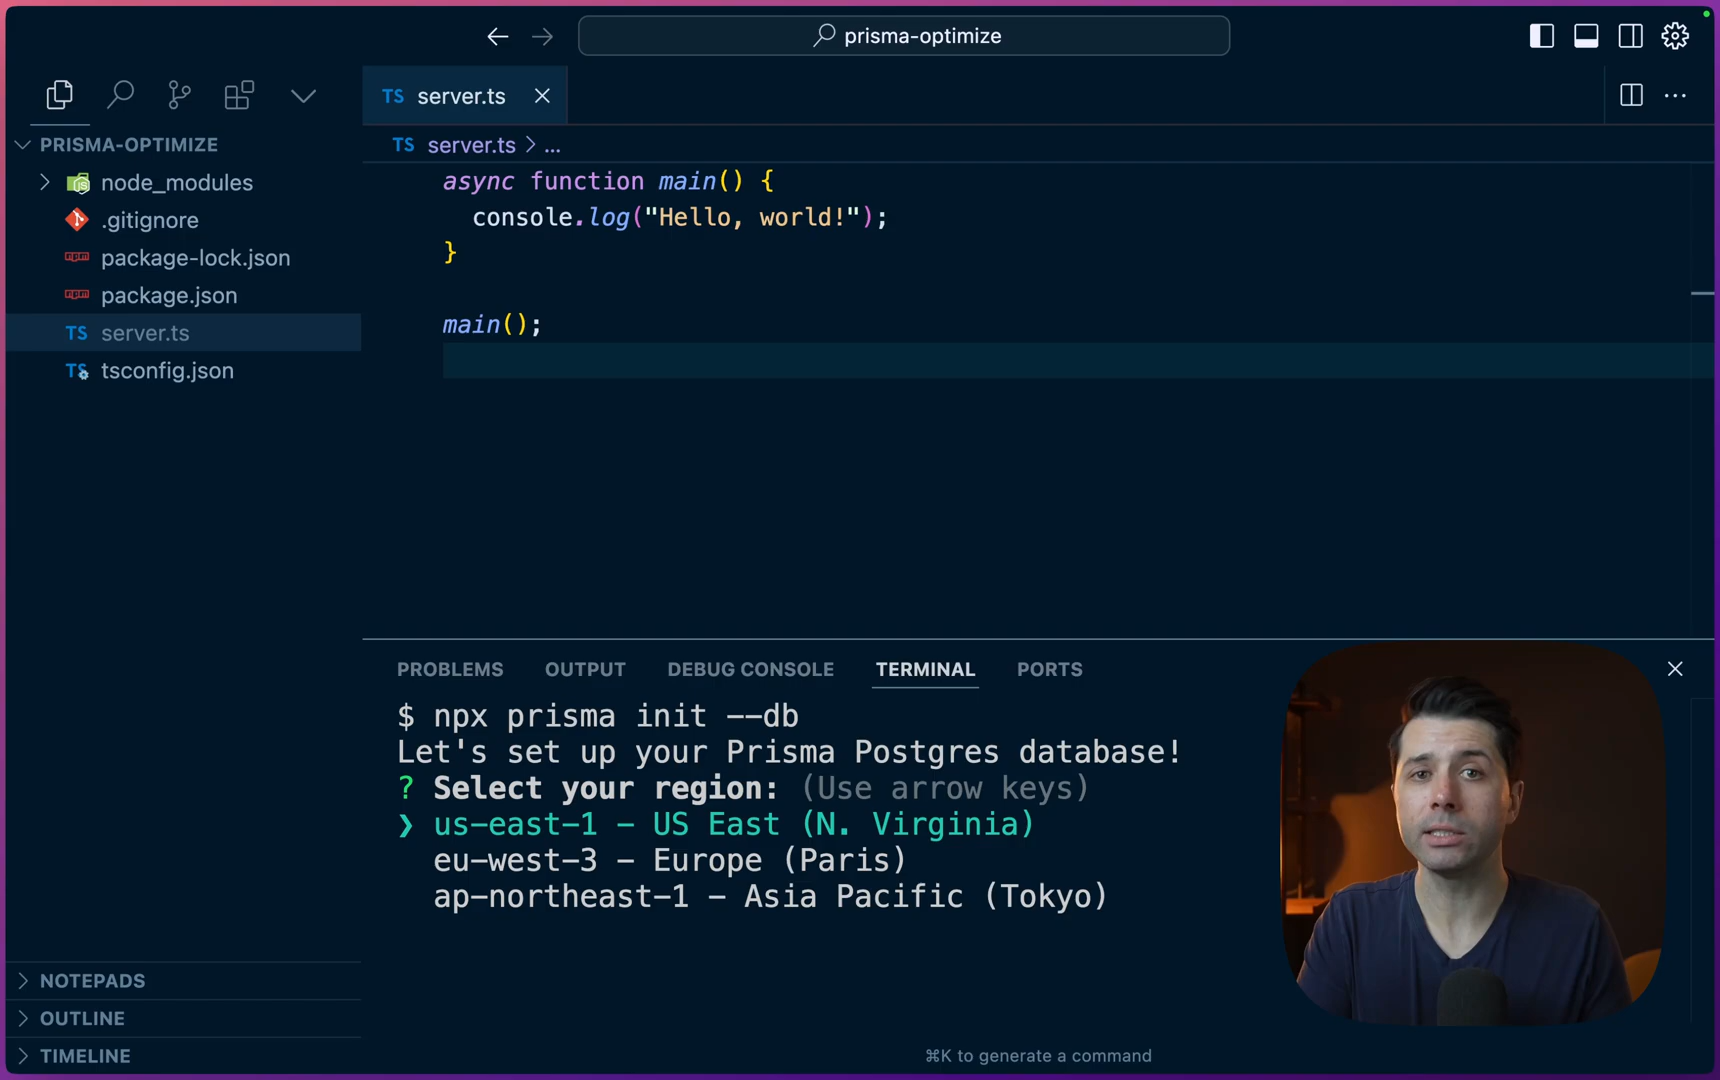 prisma-optimize
TS server.ts
PRISMA-OPTIMIZE
node_modules
.gitignore
package-lock.json
package.json
TS server.ts
TS tsconfig.json
TS server.ts > ...
async function main() {
console.log("Hello, world!");
}
main();
PROBLEMS OUTPUT DEBUG CONSOLE TERMINAL PORTS
$ npx prisma init --db
Let's set up your Prisma Postgres database!
? Select your region: (Use arrow keys)
❯ us-east-1 - US East (N. Virginia)
eu-west-3 - Europe (Paris)
ap-northeast-1 - Asia Pacific (Tokyo)
NOTEPADS
OUTLINE
TIMELINE
⌘K to generate a command